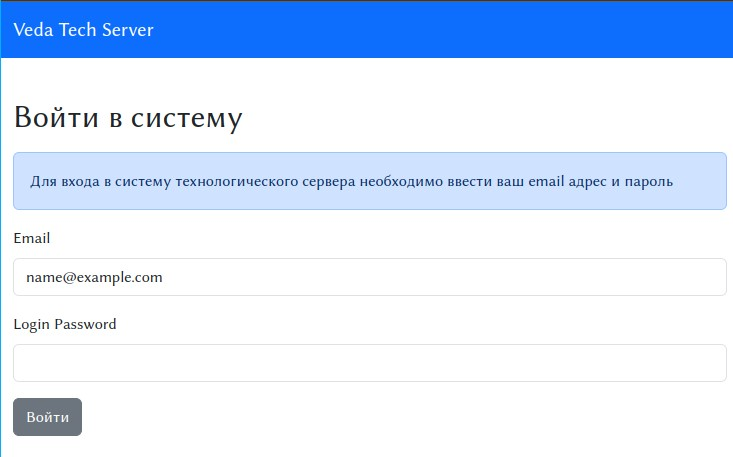 Veda Tech Server
Войти в систему
Для входа в систему технологического сервера необходимо ввести ваш email адрес и пароль
Email
name@example.com
Login Password
Войти